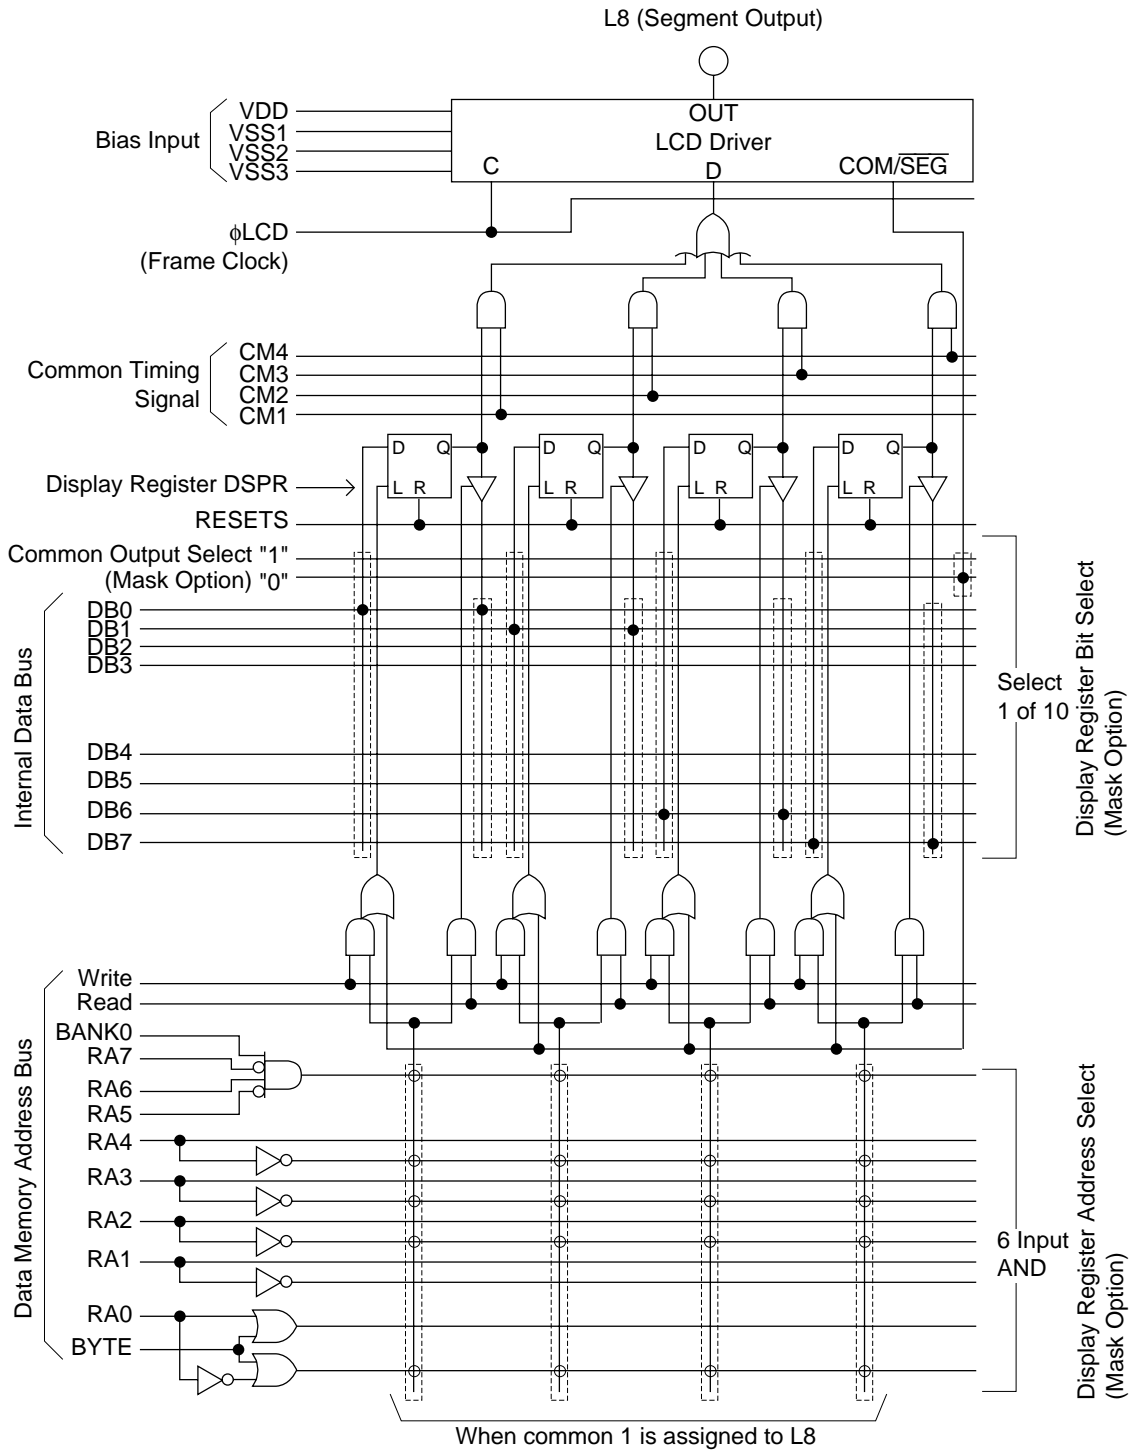 L8 (Segment Output)
Bias Input
VDD
VSS1
VSS2
VSS3
OUT
LCD Driver
C
D
COM/SEG
ϕLCD
(Frame Clock)
Common Timing
Signal
CM4
CM3
CM2
CM1
D Q
L R
D Q
L R
D Q
L R
D Q
L R
Display Register DSPR
RESETS
Common Output Select "1"
(Mask Option) "0"
Internal Data Bus
DB0
DB1
DB2
DB3
DB4
DB5
DB6
DB7
Select
1 of 10
Display Register Bit Select
(Mask Option)
Data Memory Address Bus
Write
Read
BANK0
RA7
RA6
RA5
RA4
RA3
RA2
RA1
RA0
BYTE
6 Input
AND
Display Register Address Select
(Mask Option)
When common 1 is assigned to L8